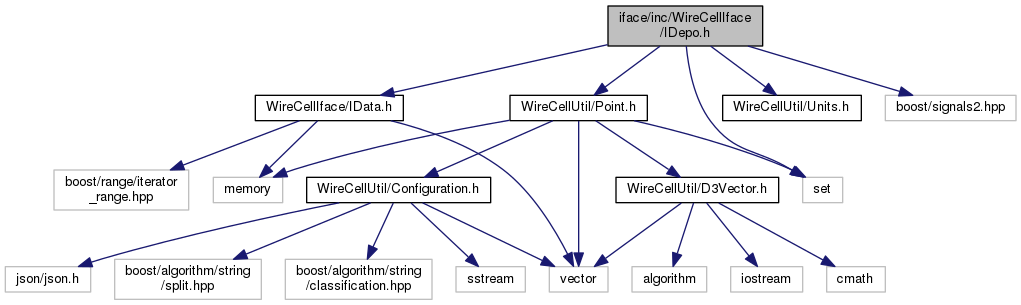 iface/inc/WireCellIface
/IDepo.h
WireCellIface/IData.h
WireCellUtil/Point.h
WireCellUtil/Units.h
boost/signals2.hpp
boost/range/iterator
_range.hpp
memory
WireCellUtil/Configuration.h
WireCellUtil/D3Vector.h
set
json/json.h
boost/algorithm/string
/split.hpp
boost/algorithm/string
/classification.hpp
sstream
vector
algorithm
iostream
cmath